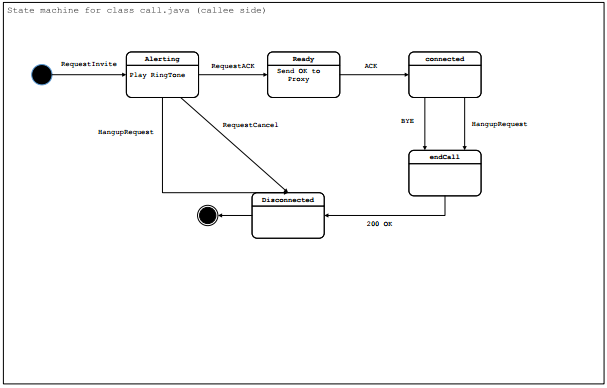 State machine for class call.java (callee side)
RequestInvite
Alerting
Play RingTone
RequestACK
Ready
Send OK to
Proxy
ACK
connected
HangupRequest
RequestCancel
BYE
HangupRequest
endCall
Disconnected
200 OK